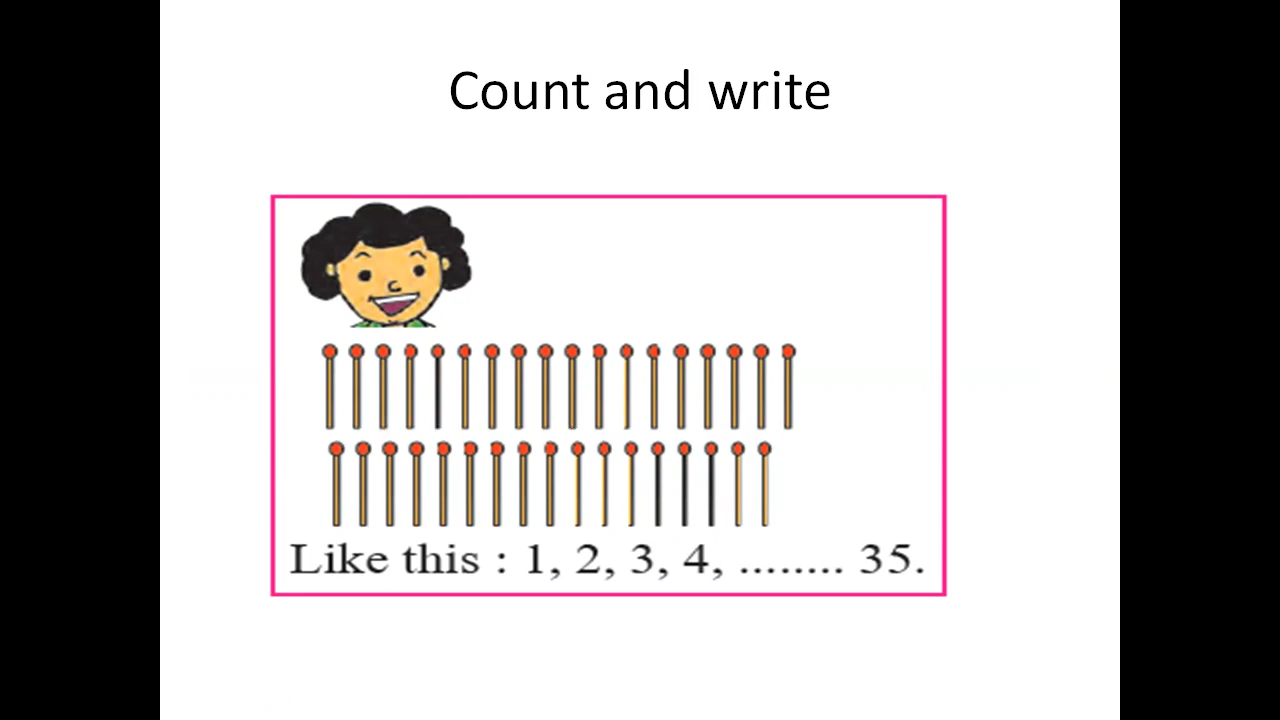 Count and write
Like this : 1, 2, 3, 4, ........ 35.